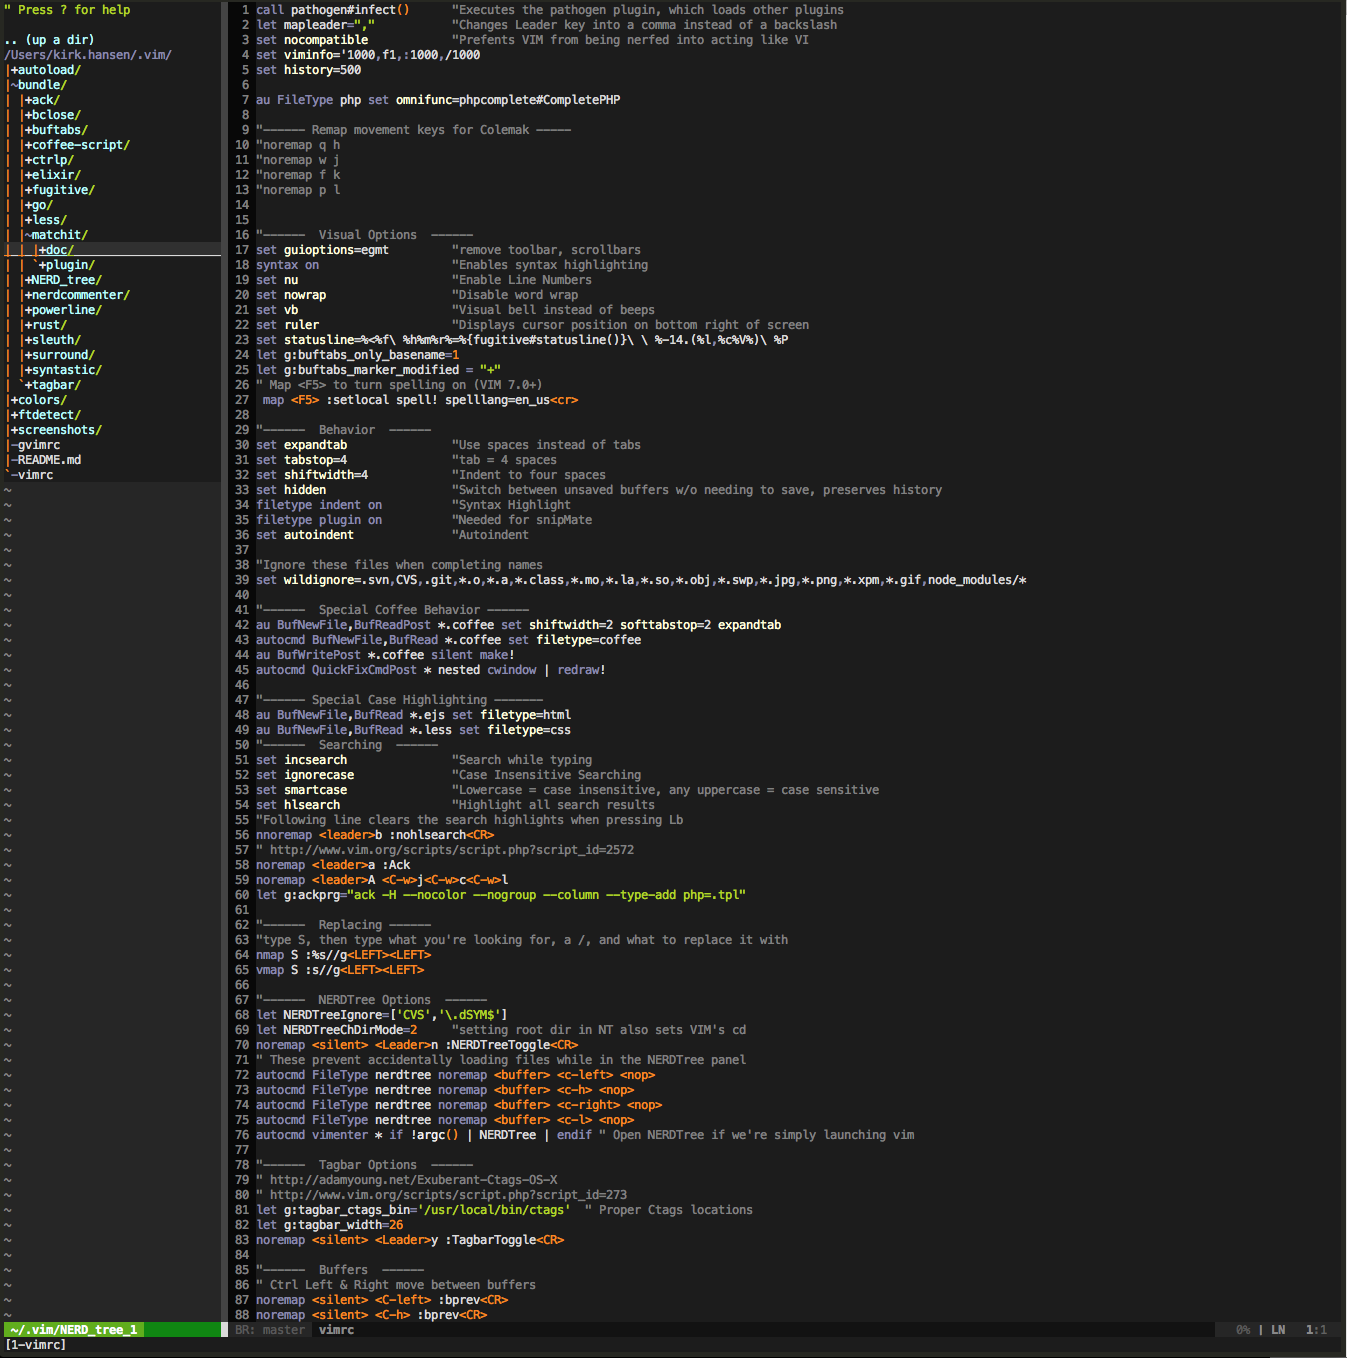 " Press ? for help
.. (up a dir)
/Users/kirk.hansen/.vim/
|+autoload/
|~bundle/
| |+ack/
| |+bclose/
| |+buftabs/
| |+coffee-script/
| |+ctrlp/
| |+elixir/
| |+fugitive/
| |+go/
| |+less/
| |~matchit/
| | |+doc/
| | `+plugin/
| |+NERD_tree/
| |+nerdcommenter/
| |+powerline/
| |+rust/
| |+sleuth/
| |+surround/
| |+syntastic/
| `+tagbar/
|+colors/
|+ftdetect/
|+screenshots/
|-gvimrc
|-README.md
`-vimrc
1 call pathogen#infect()      "Executes the pathogen plugin, which loads other plugins
2 let mapleader=","           "Changes Leader key into a comma instead of a backslash
3 set nocompatible            "Prefents VIM from being nerfed into acting like VI
4 set viminfo='1000,f1,:1000,/1000
5 set history=500
6
7 au FileType php set omnifunc=phpcomplete#CompletePHP
8
9 "------ Remap movement keys for Colemak -----
10 "noremap q h
11 "noremap w j
12 "noremap f k
13 "noremap p l
14
15
16 "------  Visual Options  ------
17 set guioptions=egmt         "remove toolbar, scrollbars
18 syntax on                   "Enables syntax highlighting
19 set nu                      "Enable Line Numbers
20 set nowrap                  "Disable word wrap
21 set vb                      "Visual bell instead of beeps
22 set ruler                   "Displays cursor position on bottom right of screen
23 set statusline=%<%f\ %h%m%r%=%{fugitive#statusline()}\ \ %-14.(%l,%c%V%)\ %P
24 let g:buftabs_only_basename=1
25 let g:buftabs_marker_modified = "+"
26 " Map <F5> to turn spelling on (VIM 7.0+)
27  map <F5> :setlocal spell! spelllang=en_us<cr>
28
29 "------  Behavior  ------
30 set expandtab               "Use spaces instead of tabs
31 set tabstop=4               "tab = 4 spaces
32 set shiftwidth=4            "Indent to four spaces
33 set hidden                  "Switch between unsaved buffers w/o needing to save, preserves history
34 filetype indent on          "Syntax Highlight
35 filetype plugin on          "Needed for snipMate
36 set autoindent              "Autoindent
37
38 "Ignore these files when completing names
39 set wildignore=.svn,CVS,.git,*.o,*.a,*.class,*.mo,*.la,*.so,*.obj,*.swp,*.jpg,*.png,*.xpm,*.gif,node_modules/*
40
41 "------  Special Coffee Behavior ------
42 au BufNewFile,BufReadPost *.coffee set shiftwidth=2 softtabstop=2 expandtab
43 autocmd BufNewFile,BufRead *.coffee set filetype=coffee
44 au BufWritePost *.coffee silent make!
45 autocmd QuickFixCmdPost * nested cwindow | redraw!
46
47 "------ Special Case Highlighting -------
48 au BufNewFile,BufRead *.ejs set filetype=html
49 au BufNewFile,BufRead *.less set filetype=css
50 "------  Searching  ------
51 set incsearch               "Search while typing
52 set ignorecase              "Case Insensitive Searching
53 set smartcase               "Lowercase = case insensitive, any uppercase = case sensitive
54 set hlsearch                "Highlight all search results
55 "Following line clears the search highlights when pressing Lb
56 nnoremap <leader>b :nohlsearch<CR>
57 " http://www.vim.org/scripts/script.php?script_id=2572
58 noremap <leader>a :Ack
59 noremap <leader>A <C-w>j<C-w>c<C-w>l
60 let g:ackprg="ack -H --nocolor --nogroup --column --type-add php=.tpl"
61
62 "------  Replacing ------
63 "type S, then type what you're looking for, a /, and what to replace it with
64 nmap S :%s//g<LEFT><LEFT>
65 vmap S :s//g<LEFT><LEFT>
66
67 "------  NERDTree Options  ------
68 let NERDTreeIgnore=['CVS','\.dSYM$']
69 let NERDTreeChDirMode=2     "setting root dir in NT also sets VIM's cd
70 noremap <silent> <Leader>n :NERDTreeToggle<CR>
71 " These prevent accidentally loading files while in the NERDTree panel
72 autocmd FileType nerdtree noremap <buffer> <c-left> <nop>
73 autocmd FileType nerdtree noremap <buffer> <c-h> <nop>
74 autocmd FileType nerdtree noremap <buffer> <c-right> <nop>
75 autocmd FileType nerdtree noremap <buffer> <c-l> <nop>
76 autocmd vimenter * if !argc() | NERDTree | endif " Open NERDTree if we're simply launching vim
77
78 "------  Tagbar Options  ------
79 " http://adamyoung.net/Exuberant-Ctags-OS-X
80 " http://www.vim.org/scripts/script.php?script_id=273
81 let g:tagbar_ctags_bin='/usr/local/bin/ctags'  " Proper Ctags locations
82 let g:tagbar_width=26
83 noremap <silent> <Leader>y :TagbarToggle<CR>
84
85 "------  Buffers  ------
86 " Ctrl Left & Right move between buffers
87 noremap <silent> <C-left> :bprev<CR>
88 noremap <silent> <C-h> :bprev<CR>
~/.vim/NERD_tree_1
BR: master  vimrc  0% | LN  1:1
[1-vimrc]